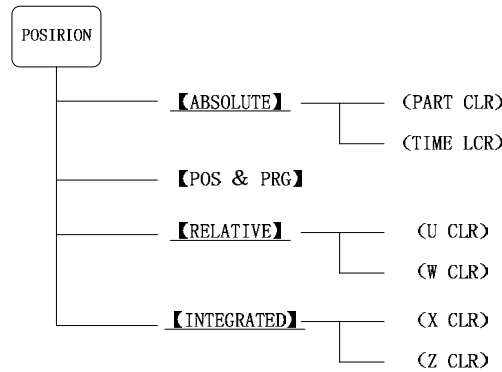 POSIRION
【ABSOLUTE】 (PART CLR)
(TIME LCR)
【POS & PRG】
【RELATIVE】 (U CLR)
(W CLR)
【INTEGRATED】 (X CLR)
(Z CLR)